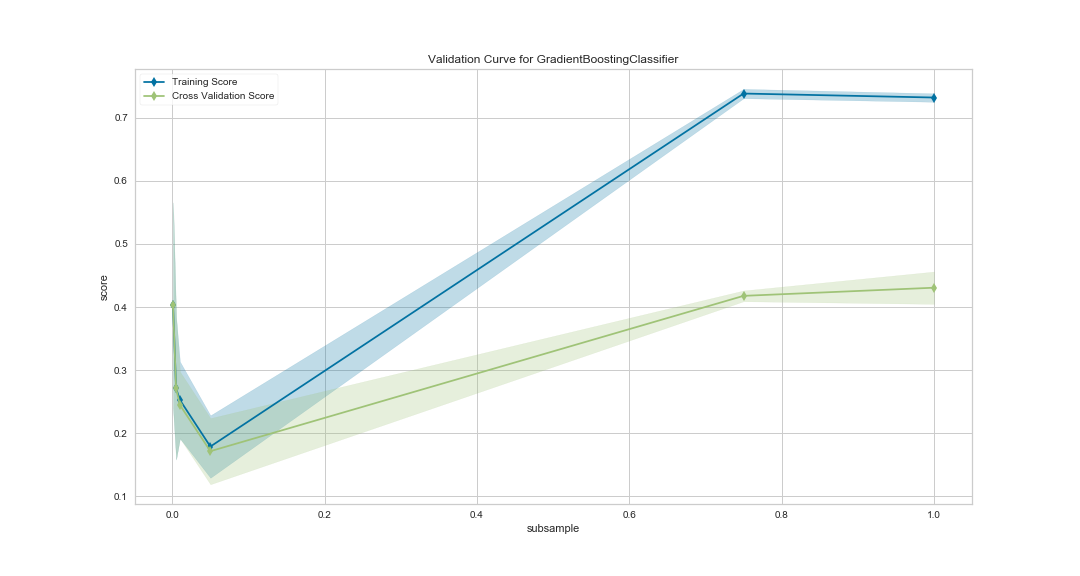 Validation Curve for GradientBoostingClassifier
Training Score
Cross Validation Score
0.7
0.6
0.5
0.4
0.3
0.2
0.1
score
0.0 0.2 0.4 0.6 0.8 1.0
subsample